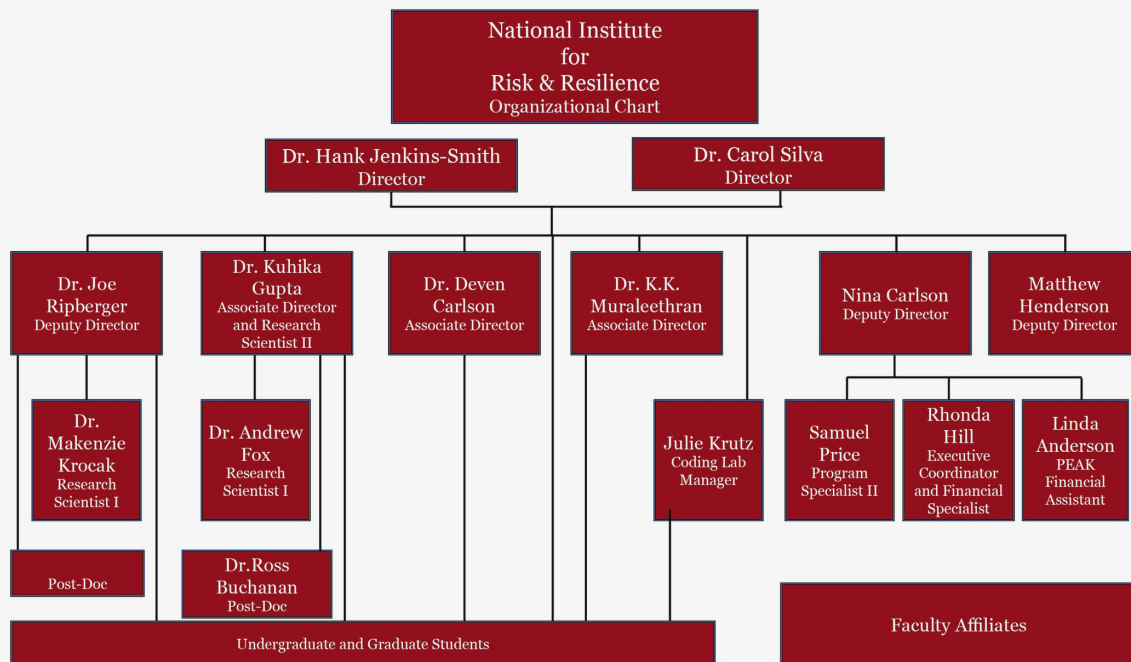 National Institute
for
Risk & Resilience
Organizational Chart
Dr. Hank Jenkins-Smith
Director
Dr. Carol Silva
Director
Dr. Joe
Ripberger
Deputy Director
Dr. Kuhika
Gupta
Associate Director
and Research
Scientist II
Dr. Deven
Carlson
Associate Director
Dr. K.K.
Muraleethran
Associate Director
Nina Carlson
Deputy Director
Matthew
Henderson
Deputy Director
Dr.
Makenzie
Krocak
Research
Scientist I
Dr. Andrew
Fox
Research
Scientist I
Julie Krutz
Coding Lab
Manager
Samuel
Price
Program
Specialist II
Rhonda
Hill
Executive
Coordinator
and Financial
Specialist
Linda
Anderson
PEAK
Financial
Assistant
Post-Doc
Dr.Ross
Buchanan
Post-Doc
Undergraduate and Graduate Students
Faculty Affiliates